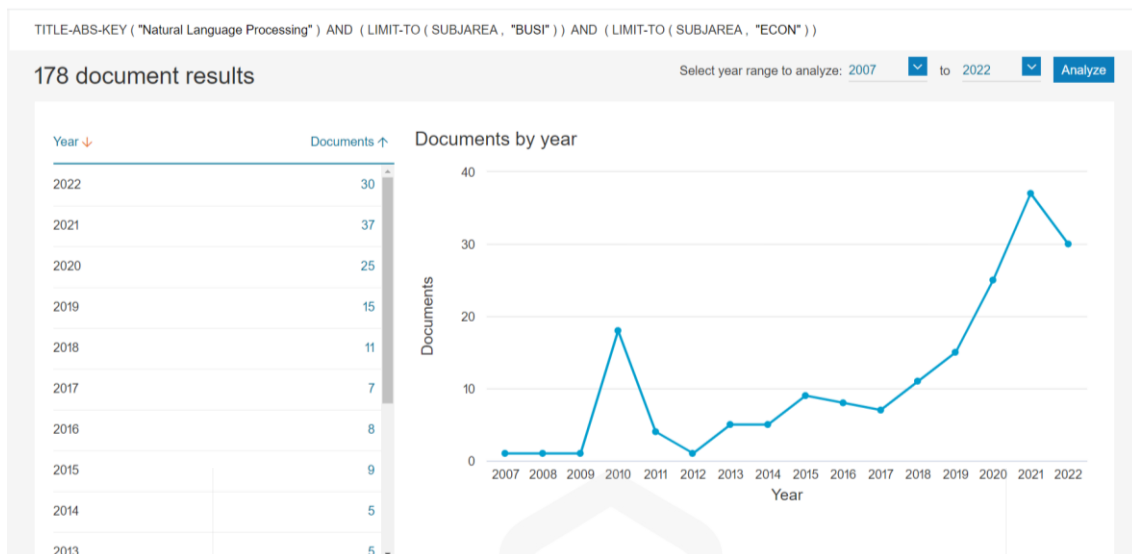 TITLE-ABS-KEY ( "Natural Language Processing" ) AND ( LIMIT-TO ( SUBJAREA , "BUSI" ) ) AND ( LIMIT-TO ( SUBJAREA , "ECON" ) )
178 document results
Select year range to analyze: 2007 to 2022 Analyze
Year Documents
2022 30
2021 37
2020 25
2019 15
2018 11
2017 7
2016 8
2015 9
2014 5
2013 5
Documents by year
40
30
20
10
0
Documents
2007 2008 2009 2010 2011 2012 2013 2014 2015 2016 2017 2018 2019 2020 2021 2022
Year